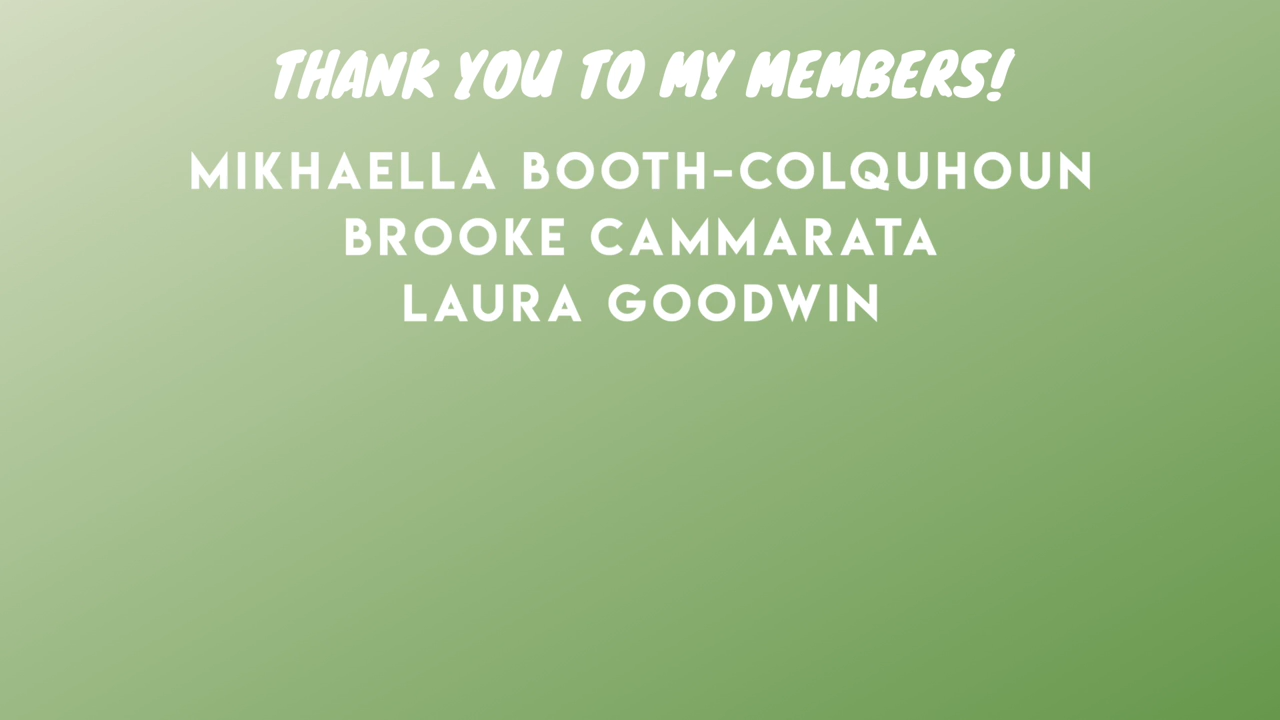 THANK YOU TO MY MEMBERS!
MIKHAELLA BOOTH-COLQUHOUN
BROOKE CAMMARATA
LAURA GOODWIN